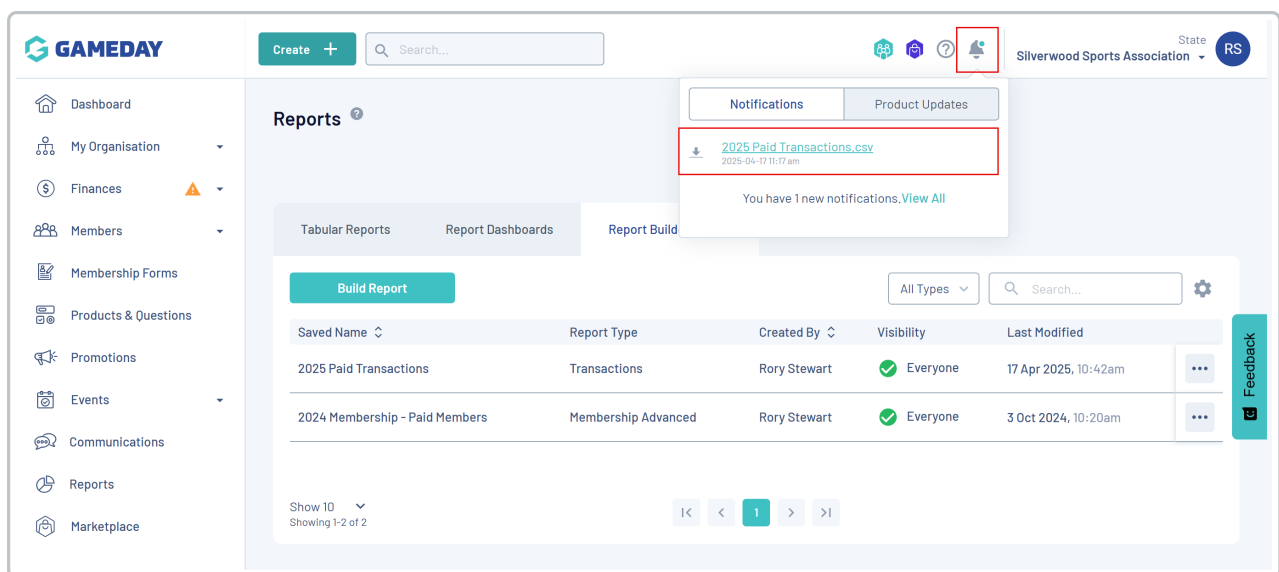 GAMEDAY
Create +
Search...
State
Silverwood Sports Association
RS
Dashboard
My Organisation
Finances
Members
Membership Forms
Products & Questions
Promotions
Events
Communications
Reports
Marketplace
Reports
Notifications
Product Updates
2025 Paid Transactions.csv
2025-04-17 11:17 am
You have 1 new notifications. View All
Tabular Reports
Report Dashboards
Report Build
Build Report
All Types
Search...
Saved Name Report Type Created By Visibility Last Modified
2025 Paid Transactions Transactions Rory Stewart Everyone 17 Apr 2025, 10:42am
2024 Membership - Paid Members Membership Advanced Rory Stewart Everyone 3 Oct 2024, 10:20am
Show 10
Showing 1-2 of 2
1
Feedback